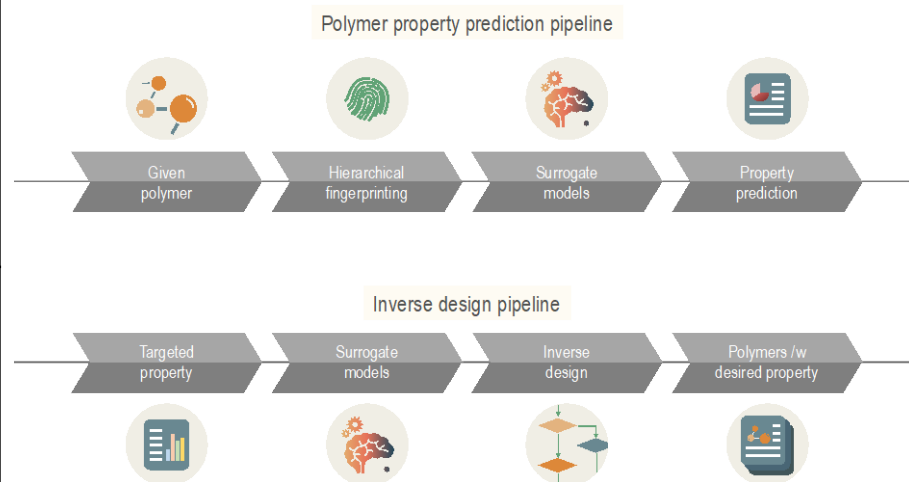 Polymer property prediction pipeline
Given
polymer
Hierarchical
fingerprinting
Surrogate
models
Property
prediction
Inverse design pipeline
Targeted
property
Surrogate
models
Inverse
design
Polymers /w
desired property